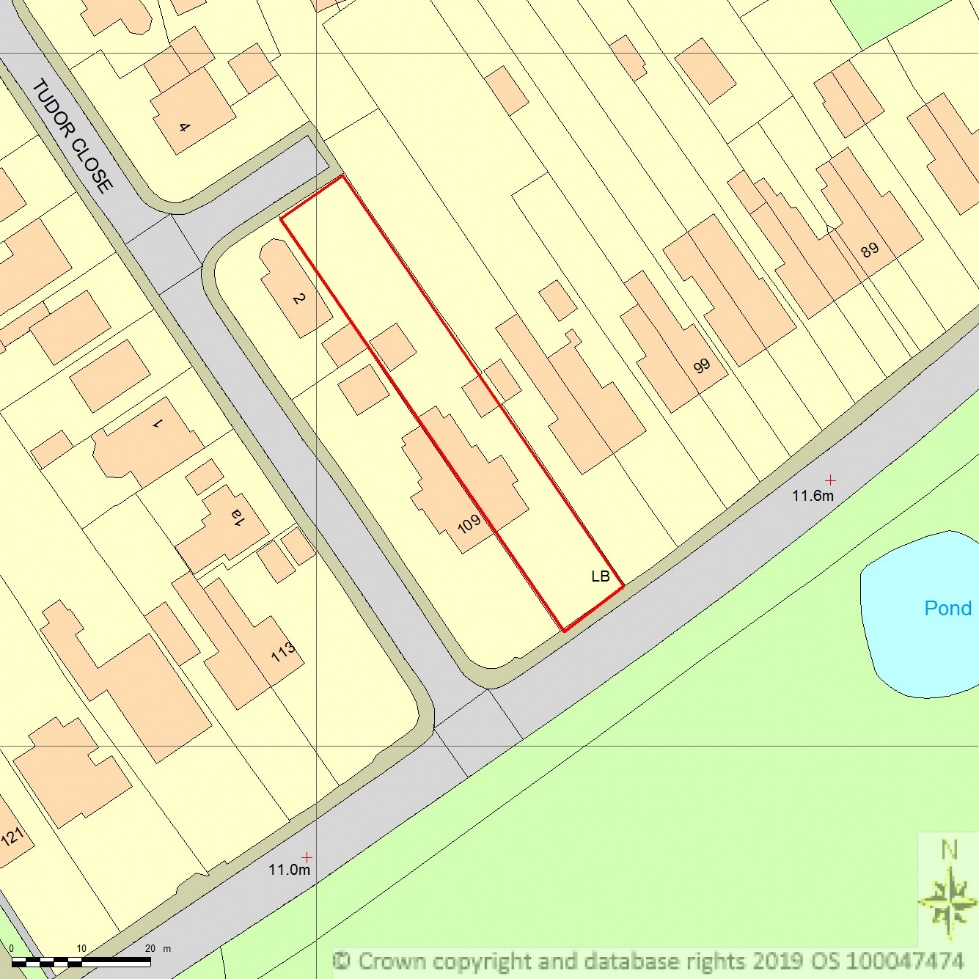 TUDOR CLOSE
4
89
2
99
1
11.6m
1a
109
LB
Pond
113
121
11.0m
N
0 10 20 m
© Crown copyright and database rights 2019 OS 100047474